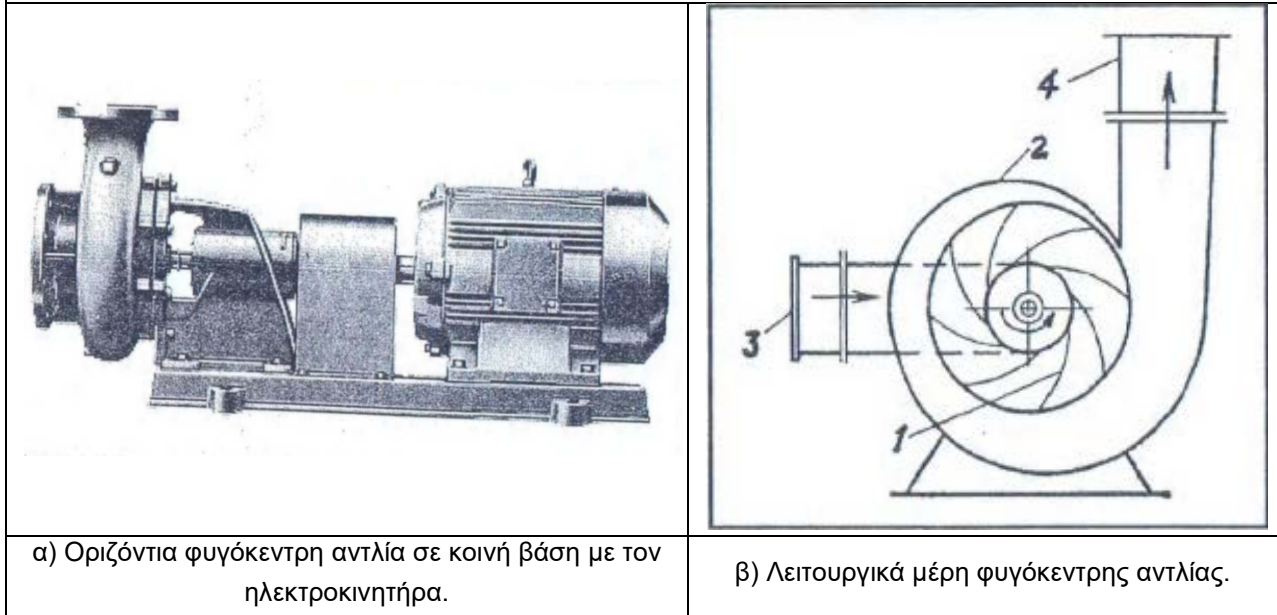 4
2
3
1
α) Οριζόντια φυγόκεντρη αντλία σε κοινή βάση με τον
ηλεκτροκινητήρα.
β) Λειτουργικά μέρη φυγόκεντρης αντλίας.